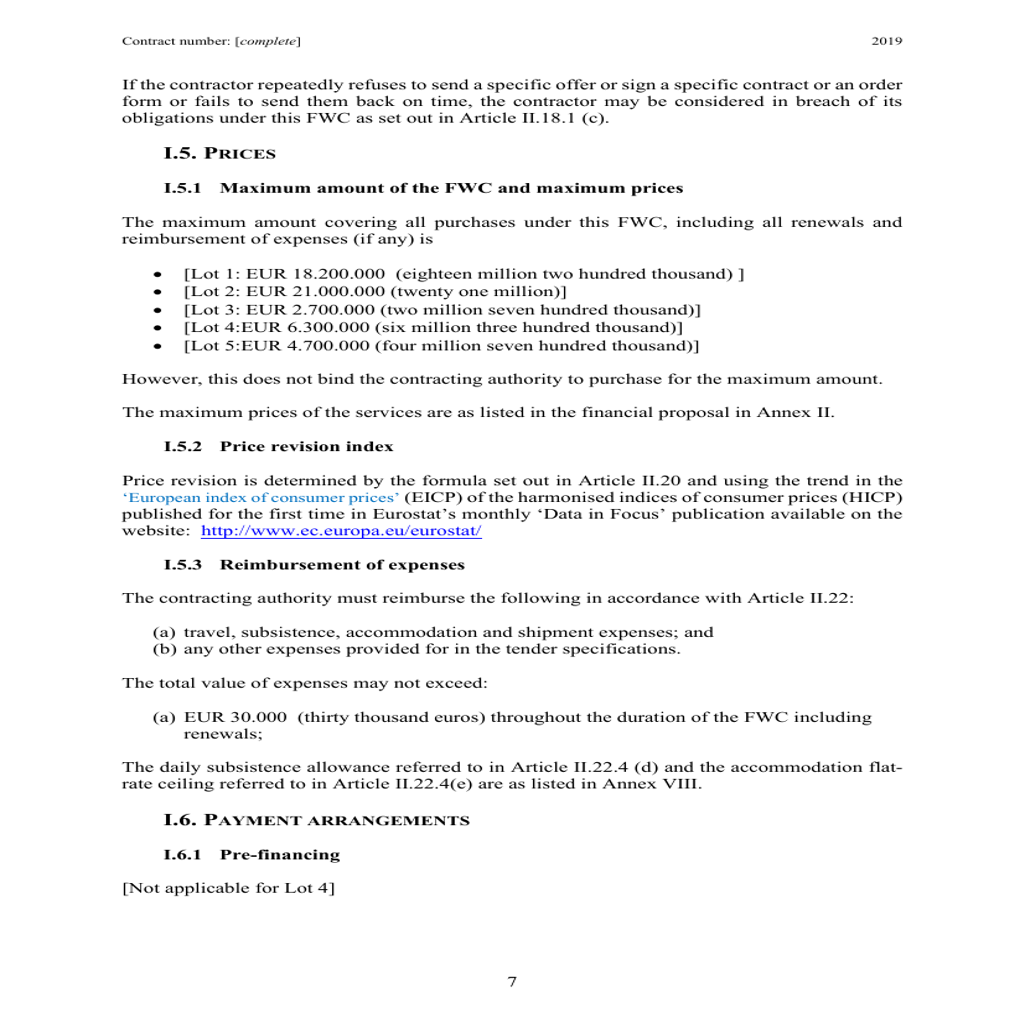 Contract number: [complete] 2019
If the contractor repeatedly refuses to send a specific offer or sign a specific contract or an order
form or fails to send them back on time, the contractor may be considered in breach of its
obligations under this FWC as set out in Article II.18.1 (c).
I.5. PRICES
I.5.1 Maximum amount of the FWC and maximum prices
The maximum amount covering all purchases under this FWC, including all renewals and
reimbursement of expenses (if any) is
• [Lot 1: EUR 18.200.000 (eighteen million two hundred thousand) ]
• [Lot 2: EUR 21.000.000 (twenty one million)]
• [Lot 3: EUR 2.700.000 (two million seven hundred thousand)]
• [Lot 4:EUR 6.300.000 (six million three hundred thousand)]
• [Lot 5:EUR 4.700.000 (four million seven hundred thousand)]
However, this does not bind the contracting authority to purchase for the maximum amount.
The maximum prices of the services are as listed in the financial proposal in Annex II.
I.5.2 Price revision index
Price revision is determined by the formula set out in Article II.20 and using the trend in the
‘European index of consumer prices’ (EICP) of the harmonised indices of consumer prices (HICP)
published for the first time in Eurostat’s monthly ‘Data in Focus’ publication available on the
website: http://www.ec.europa.eu/eurostat/
I.5.3 Reimbursement of expenses
The contracting authority must reimburse the following in accordance with Article II.22:
(a) travel, subsistence, accommodation and shipment expenses; and
(b) any other expenses provided for in the tender specifications.
The total value of expenses may not exceed:
(a) EUR 30.000 (thirty thousand euros) throughout the duration of the FWC including
renewals;
The daily subsistence allowance referred to in Article II.22.4 (d) and the accommodation flat-
rate ceiling referred to in Article II.22.4(e) are as listed in Annex VIII.
I.6. PAYMENT ARRANGEMENTS
I.6.1 Pre-financing
[Not applicable for Lot 4]
7